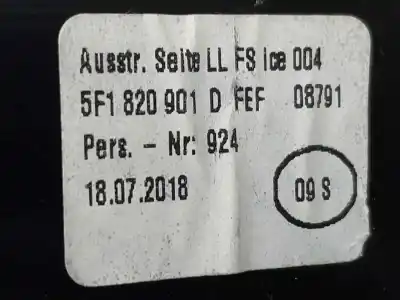 Ausstr. Seite LL FS ice 004
5F1 820 901 D FEF 08791
Pers. - Nr: 924
18.07.2018 09 S